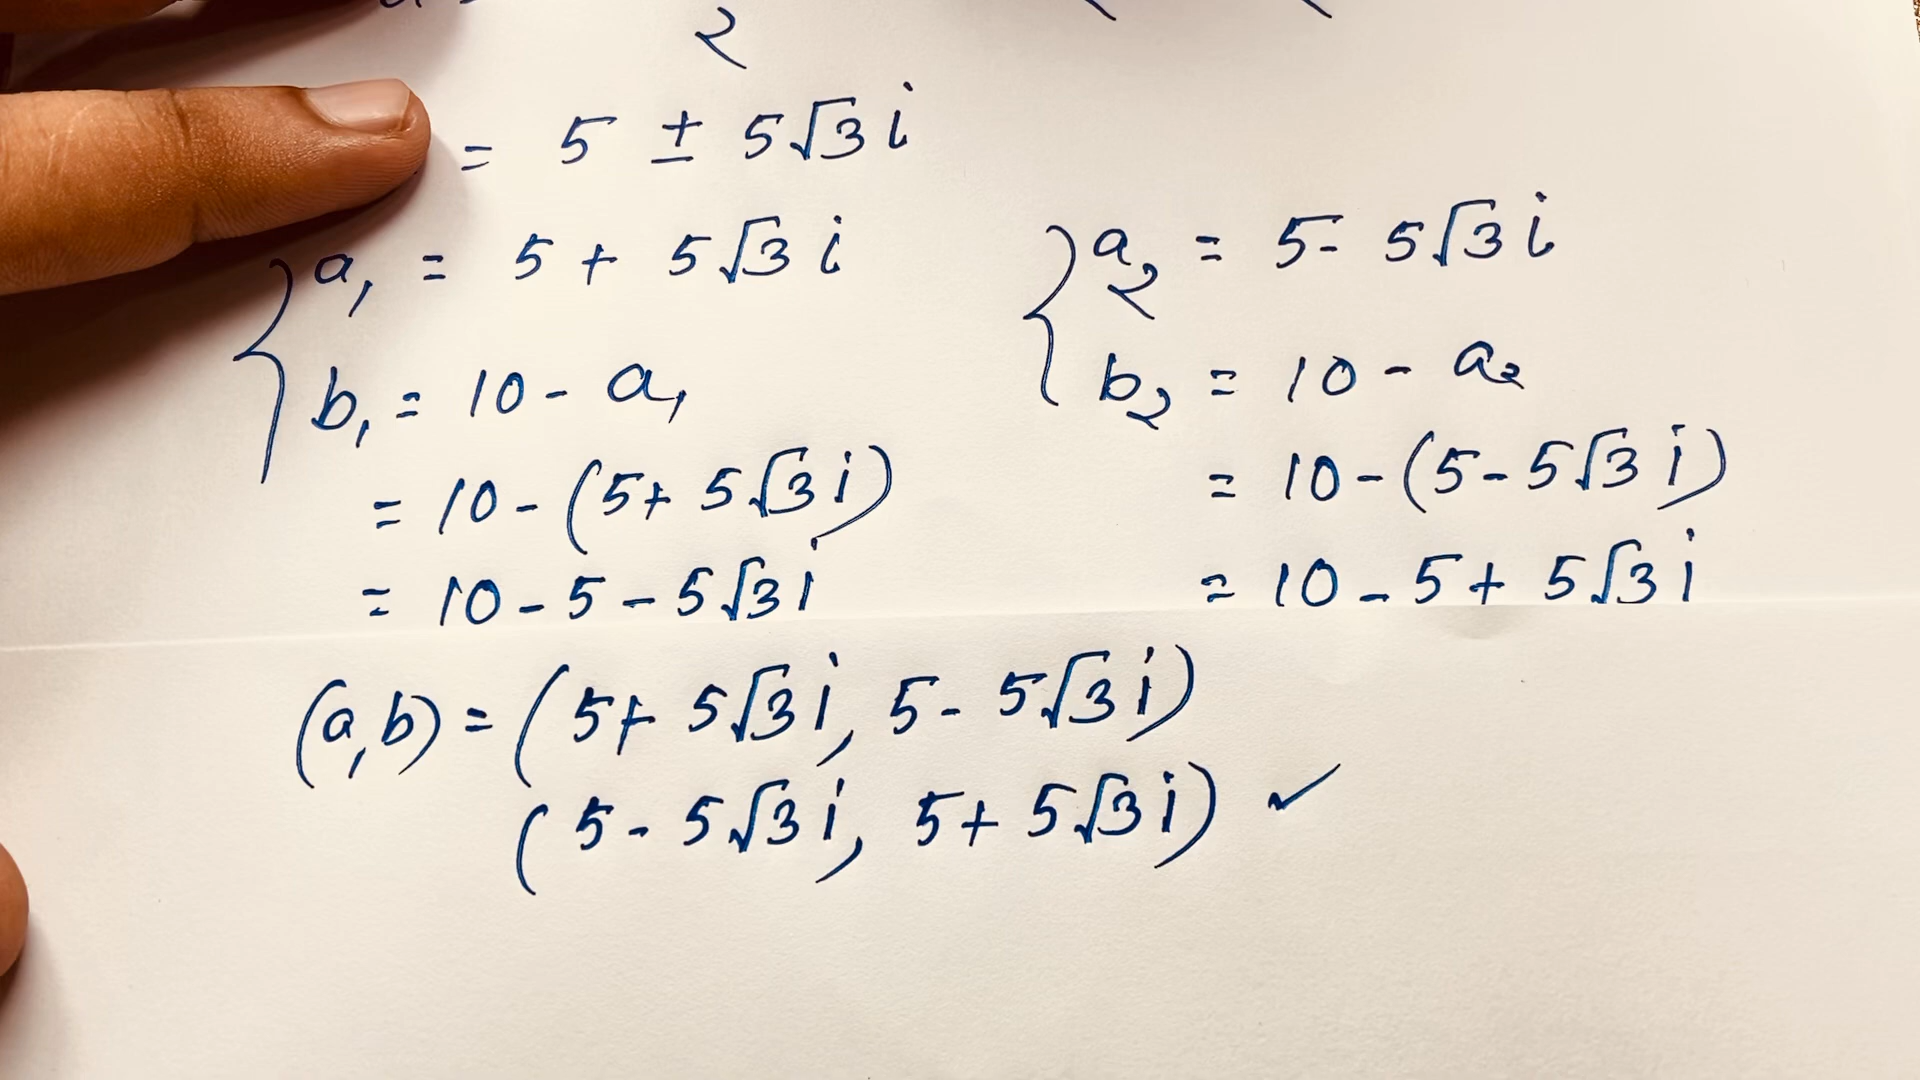 2
= 5 ± 5√3 i
a₁ = 5 + 5√3 i
b₁ = 10 - a₁
= 10 - (5 + 5√3 i)
= 10 - 5 - 5√3 i
a₂ = 5 - 5√3 i
b₂ = 10 - a₂
= 10 - (5 - 5√3 i)
= 10 - 5 + 5√3 i
(a, b) = (5 + 5√3 i, 5 - 5√3 i)
(5 - 5√3 i, 5 + 5√3 i) ✓